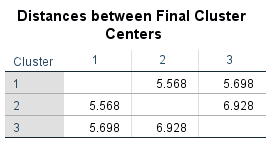 Distances between Final Cluster
Centers
Cluster 1 2 3
1 5.568 5.698
2 5.568 6.928
3 5.698 6.928